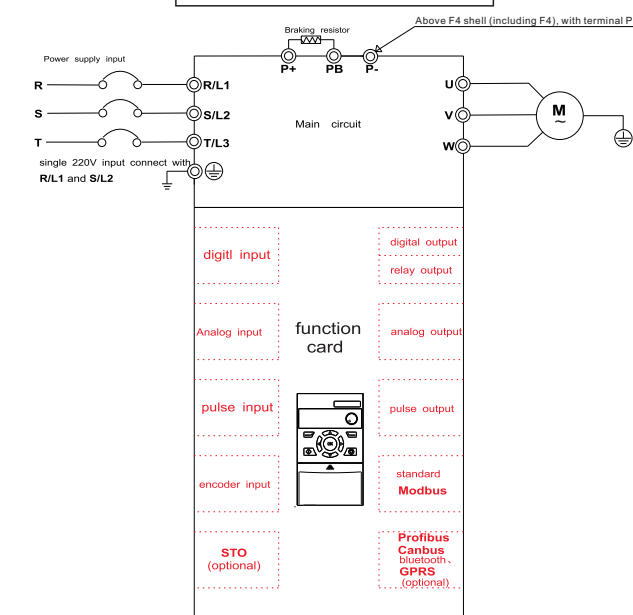 Above F4 shell (including F4), with terminal P
Braking resistor
Power supply input
P+ PB P-
R R/L1
S S/L2
T T/L3
Main circuit
U
V
W
M
~
single 220V input connect with
R/L1 and S/L2
digitl input
digital output
relay output
Analog input
function
card
analog output
pulse input
pulse output
OK
encoder input
standard
Modbus
STO
(optional)
Profibus
Canbus
bluetooth、
GPRS
(optional)